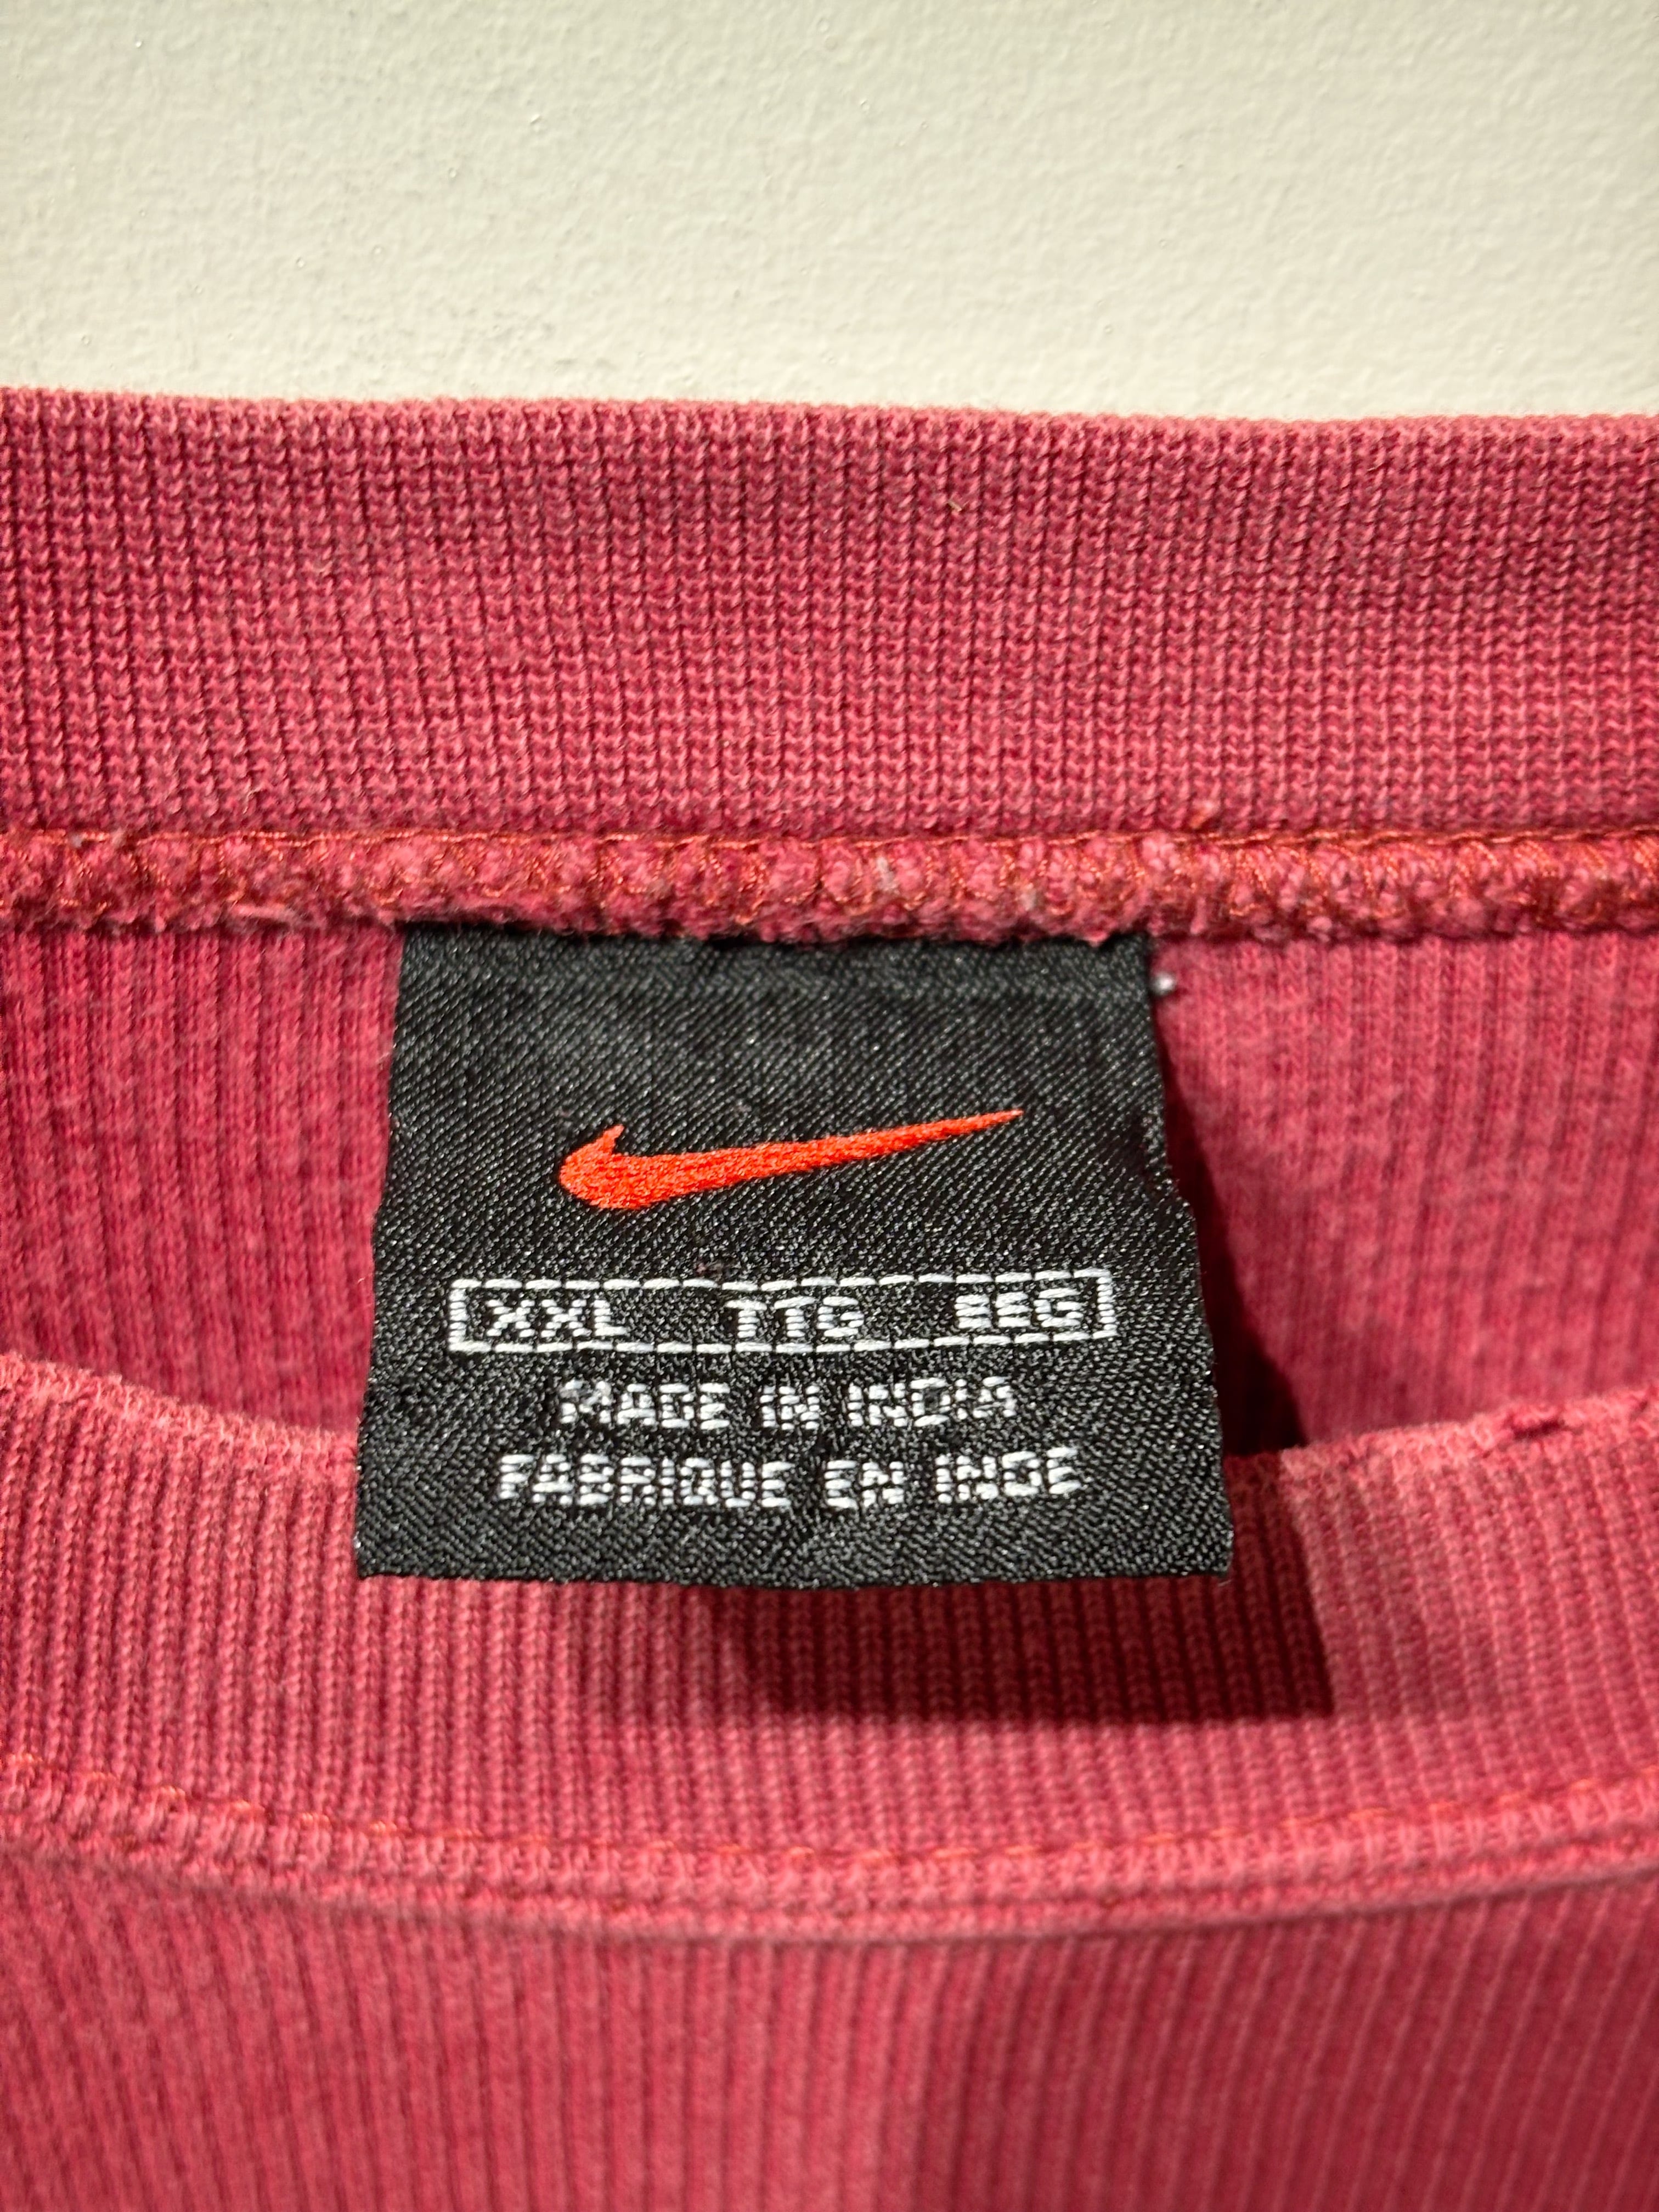 XXL TTG EEG
MADE IN INDIA
FABRIQUE EN INDE